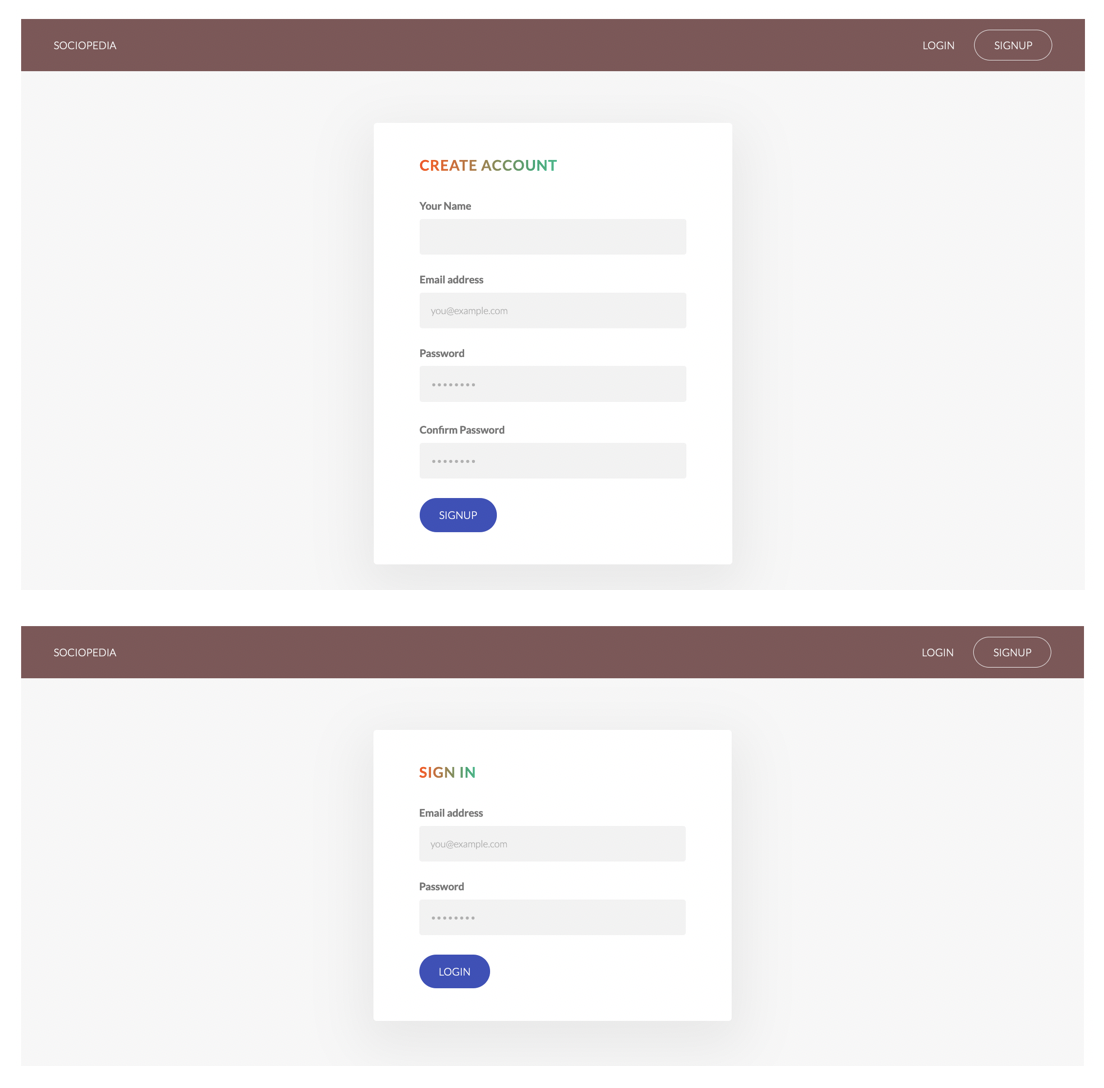 SOCIOPEDIA LOGIN SIGNUP
CREATE ACCOUNT
Your Name
Email address
you@example.com
Password
••••••••
Confirm Password
••••••••
SIGNUP
SOCIOPEDIA LOGIN SIGNUP
SIGN IN
Email address
you@example.com
Password
••••••••
LOGIN